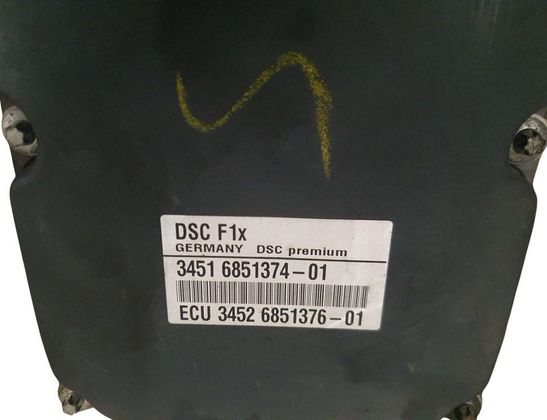 DSC F1x
GERMANY DSC premium
3451 6851374-01
ECU 3452 6851376-01